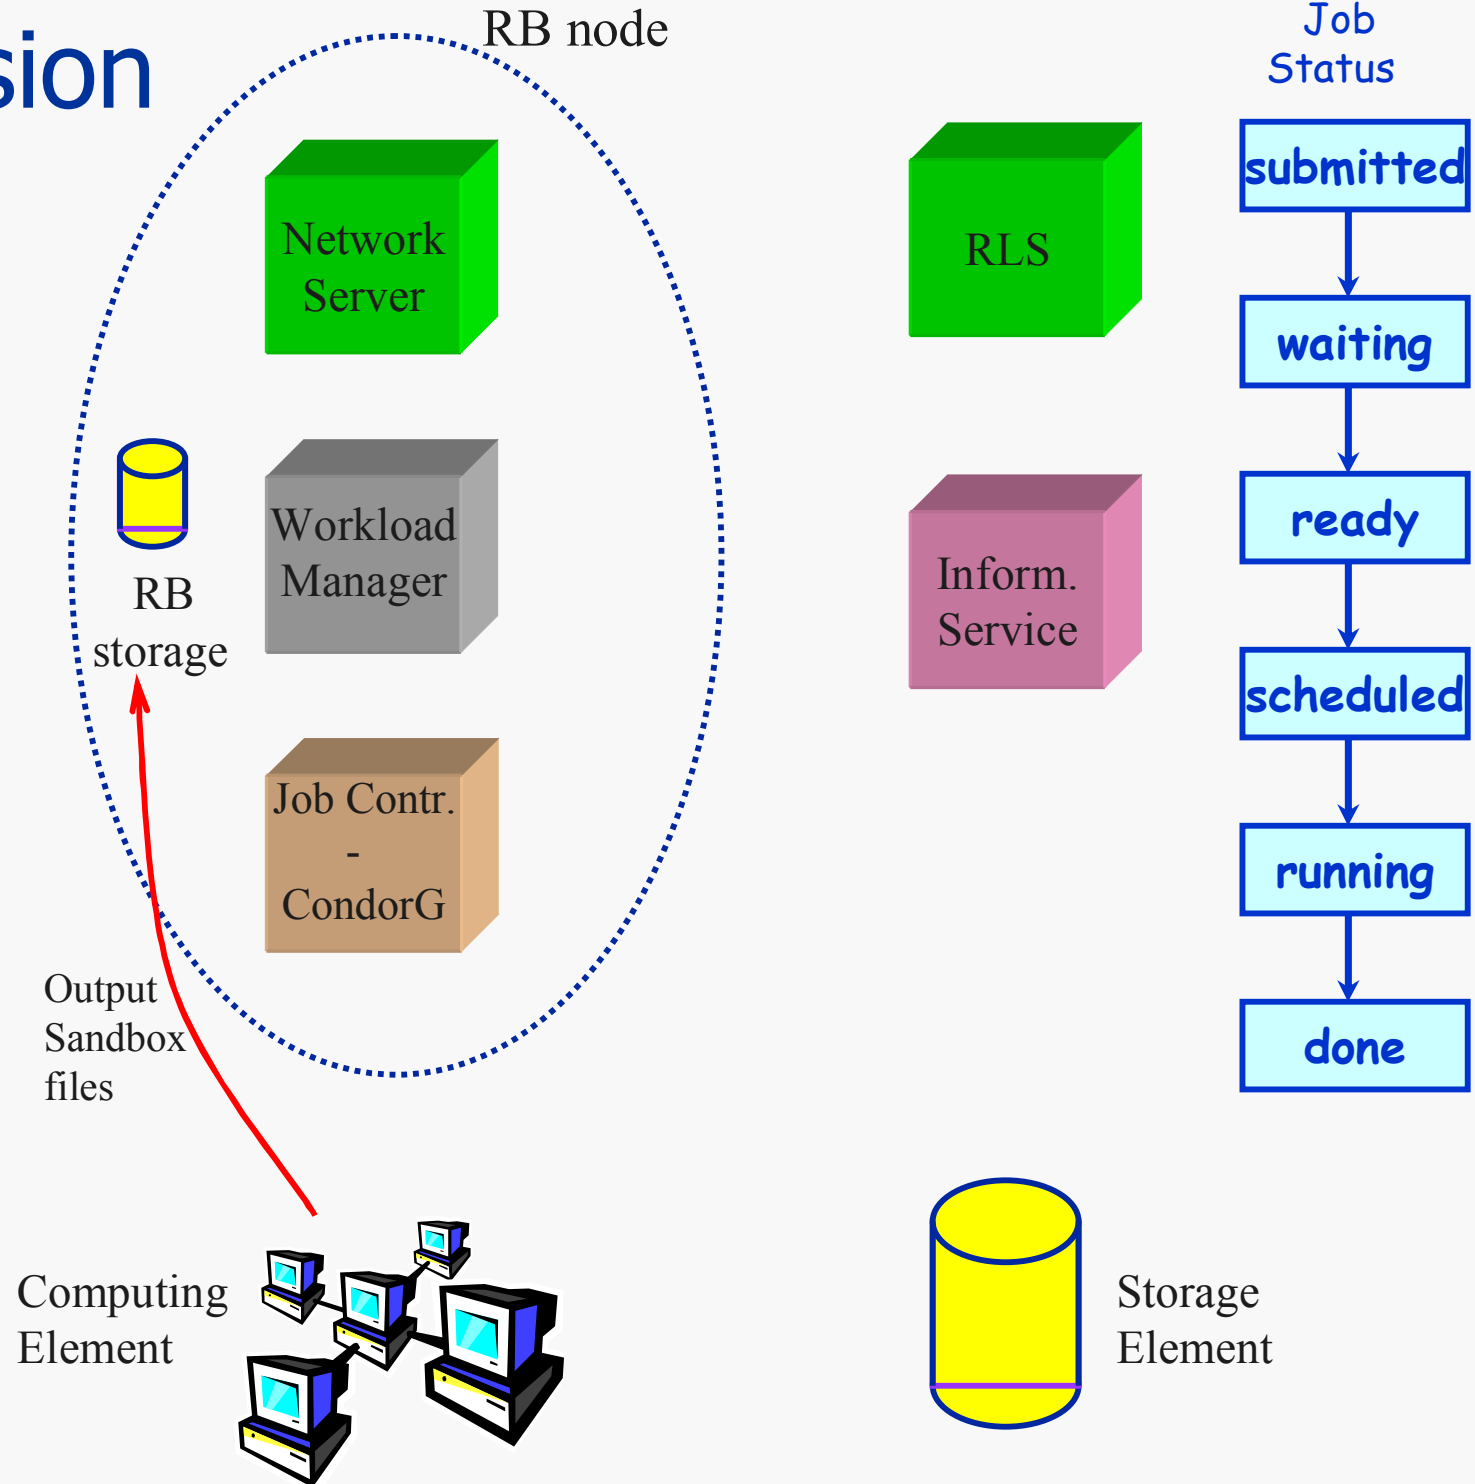 RB node
Job
Status
Network
Server
RLS
submitted
waiting
Workload
Manager
RB
storage
Inform.
Service
ready
scheduled
Job Contr.
-
CondorG
running
Output
Sandbox
files
done
Computing
Element
Storage
Element